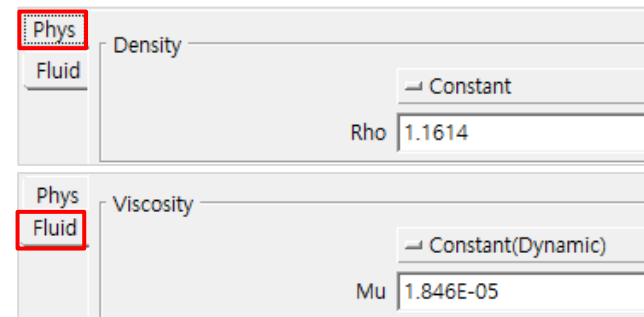 Phys
Density
Fluid
Constant
Rho 1.1614
Phys
Viscosity
Fluid
Constant(Dynamic)
Mu 1.846E-05